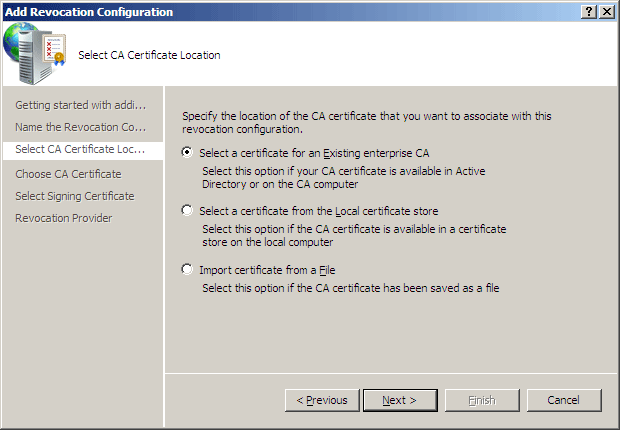 Add Revocation Configuration
Select CA Certificate Location
Getting started with addi...
Name the Revocation Co...
Select CA Certificate Loc...
Choose CA Certificate
Select Signing Certificate
Revocation Provider
Specify the location of the CA certificate that you want to associate with this
revocation configuration.
Select a certificate for an Existing enterprise CA
Select this option if your CA certificate is available in Active
Directory or on the CA computer
Select a certificate from the Local certificate store
Select this option if the CA certificate is available in a certificate
store on the local computer
Import certificate from a File
Select this option if the CA certificate has been saved as a file
< Previous
Next >
Finish
Cancel